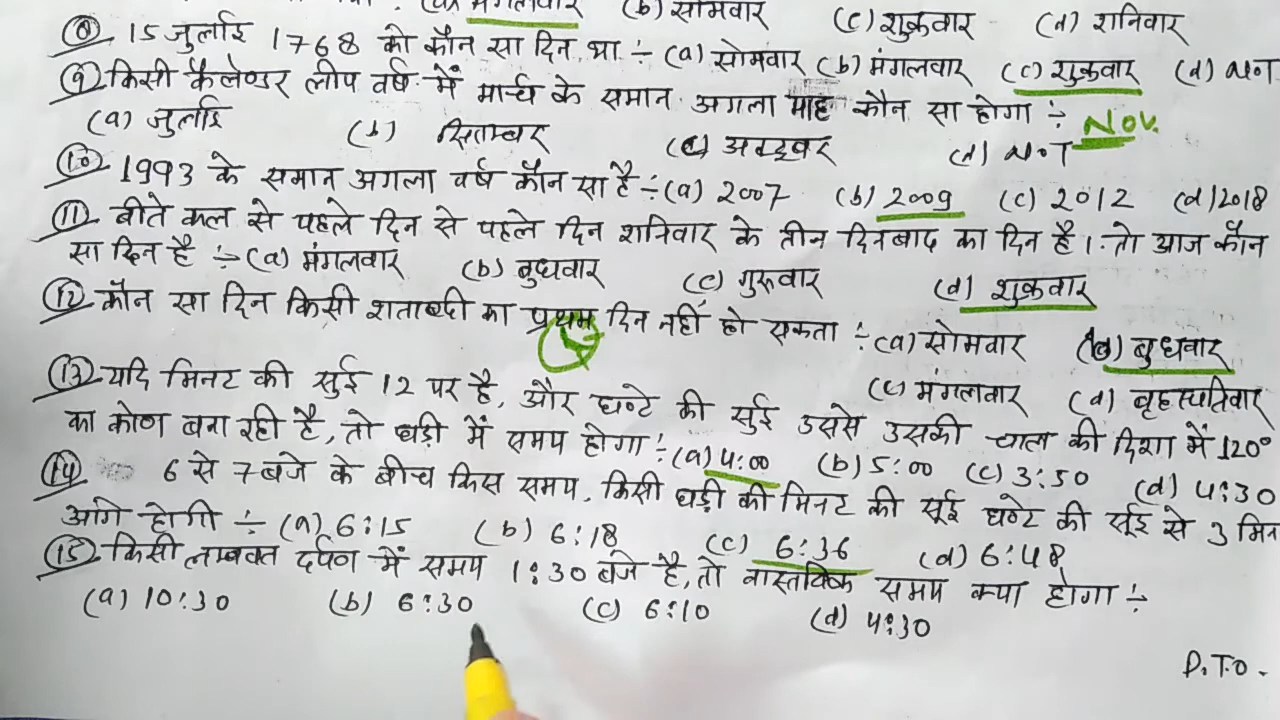 (a) मंगलवार (b) सोमवार (c) शुक्रवार (d) शनिवार
(8) 15 जुलाई 1768 को कौन सा दिन था ÷ (a) सोमवार (b) मंगलवार (c) शुक्रवार (d) NOT
(9) किसी कैलेण्डर लीप वर्ष में मार्च के समान अगला माह कौन सा होगा ÷ Nov.
(a) जुलाई (b) सितम्बर (c) अक्टूबर (d) NOT
(10) 1993 के समान अगला वर्ष कौन सा है ÷ (a) 2007 (b) 2009 (c) 2012 (d) 2018
(11) बीते कल से पहले दिन से पहले दिन शनिवार के तीन दिनबाद का दिन है। तो आज कौन
सा दिन है ÷ (a) मंगलवार (b) बुधवार (c) गुरूवार (d) शुक्रवार
(12) कौन सा दिन किसी शताब्दी का प्रथम दिन नहीं हो सकता ÷ (a) सोमवार (b) बुधवार
(c) मंगलवार (d) बृहस्पतिवार
(13) यदि मिनट की सुई 12 पर है, और घण्टे की सुई उससे उसकी चाल की दिशा में 120°
का कोण बना रही है, तो घड़ी में समय होगा ÷ (a) 4:00 (b) 5:00 (c) 3:50 (d) 4:30
(14) 6 से 7 बजे के बीच किस समय, किसी घड़ी की मिनट की सूई घण्टे की सूई से 3 मिन
आगे होगी ÷ (a) 6:15 (b) 6:18 (c) 6:36 (d) 6:48
(15) किसी लम्बवत दर्पण में समय 1:30 बजे है, तो वास्तविक समय क्या होगा ÷
(a) 10:30 (b) 6:30 (c) 6:10 (d) 4:30
P.T.O.